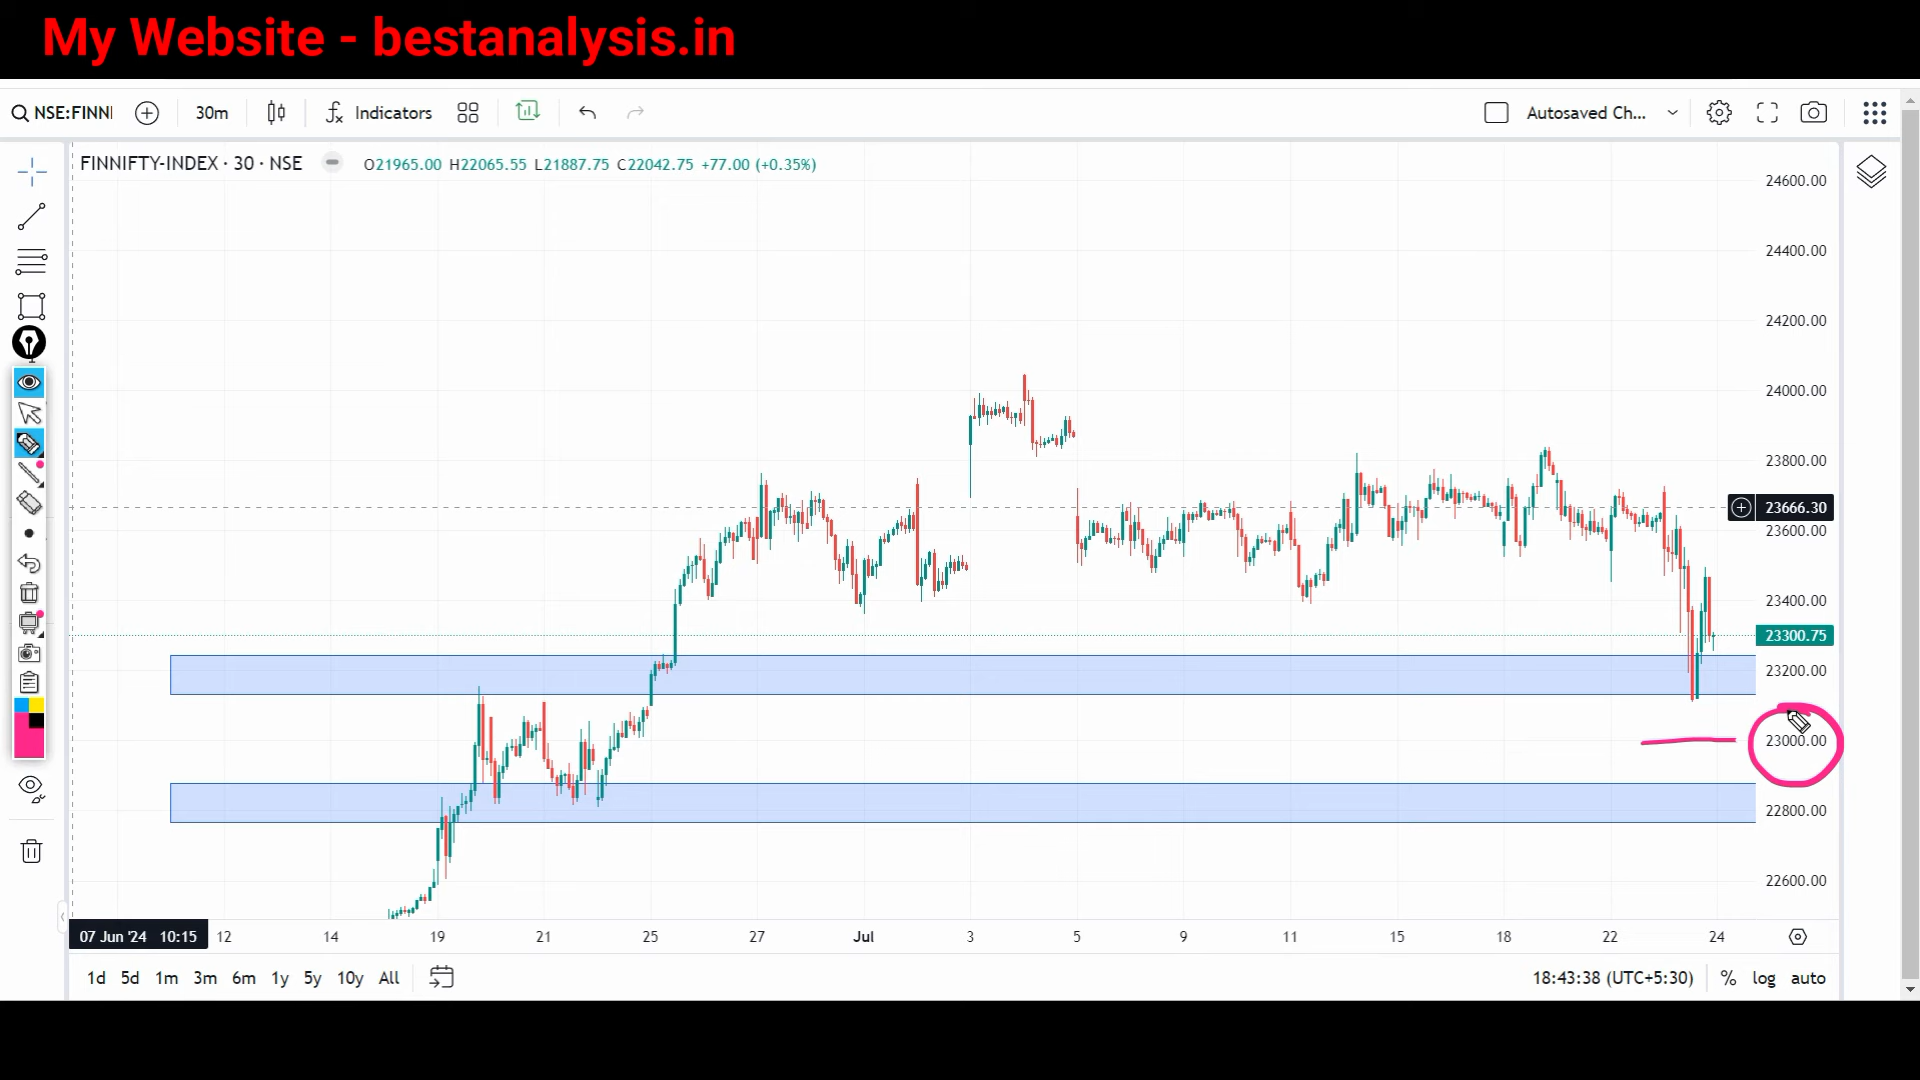 My Website - bestanalysis.in
NSE:FINNI
30m
Indicators
Autosaved Ch...
FINNIFTY-INDEX · 30 · NSE
O21965.00 H22065.55 L21887.75 C22042.75 +77.00 (+0.35%)
24600.00
24400.00
24200.00
24000.00
23800.00
23666.30
23600.00
23400.00
23300.75
23200.00
23000.00
22800.00
22600.00
07 Jun '24 10:15
12 14 19 21 25 27 Jul 3 5 9 11 15 18 22 24
1d 5d 1m 3m 6m 1y 5y 10y All
18:43:38 (UTC+5:30) % log auto